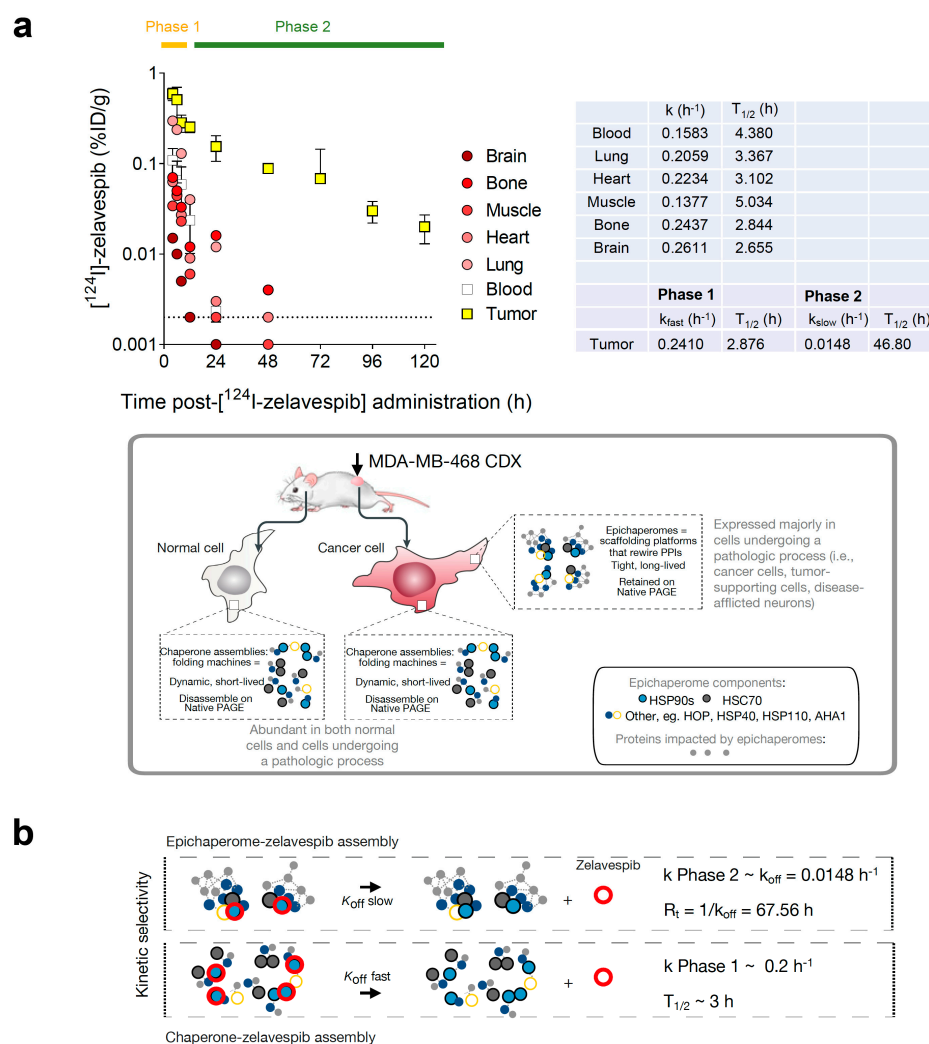 a
Phase 1
Phase 2
[124I]-zelavespib (%ID/g)
1
0.1
0.01
0.001
0 24 48 72 96 120
Time post-[124I-zelavespib] administration (h)
Brain
Bone
Muscle
Heart
Lung
Blood
Tumor
k (h-1) T1/2 (h)
Blood 0.1583 4.380
Lung 0.2059 3.367
Heart 0.2234 3.102
Muscle 0.1377 5.034
Bone 0.2437 2.844
Brain 0.2611 2.655
Phase 1 Phase 2
kfast (h-1) T1/2 (h) kslow (h-1) T1/2 (h)
Tumor 0.2410 2.876 0.0148 46.80
MDA-MB-468 CDX
Normal cell
Cancer cell
Epichaperomes =
scaffolding platforms
that rewire PPIs
Tight, long-lived
Retained on
Native PAGE
Expressed majorly in
cells undergoing a
pathologic process (i.e.,
cancer cells, tumor-
supporting cells, disease-
afflicted neurons)
Chaperone assemblies:
folding machines =
Dynamic, short-lived
Disassemble on
Native PAGE
Chaperone assemblies:
folding machines =
Dynamic, short-lived
Disassemble on
Native PAGE
Abundant in both normal
cells and cells undergoing
a pathologic process
Epichaperome components:
HSP90s HSC70
Other, eg. HOP, HSP40, HSP110, AHA1
Proteins impacted by epichaperomes:
b
Kinetic selectivity
Epichaperome-zelavespib assembly
Koff slow
+
Zelavespib
k Phase 2 ~ koff = 0.0148 h-1
Rt = 1/koff = 67.56 h
Koff fast
+
k Phase 1 ~ 0.2 h-1
T1/2 ~ 3 h
Chaperone-zelavespib assembly